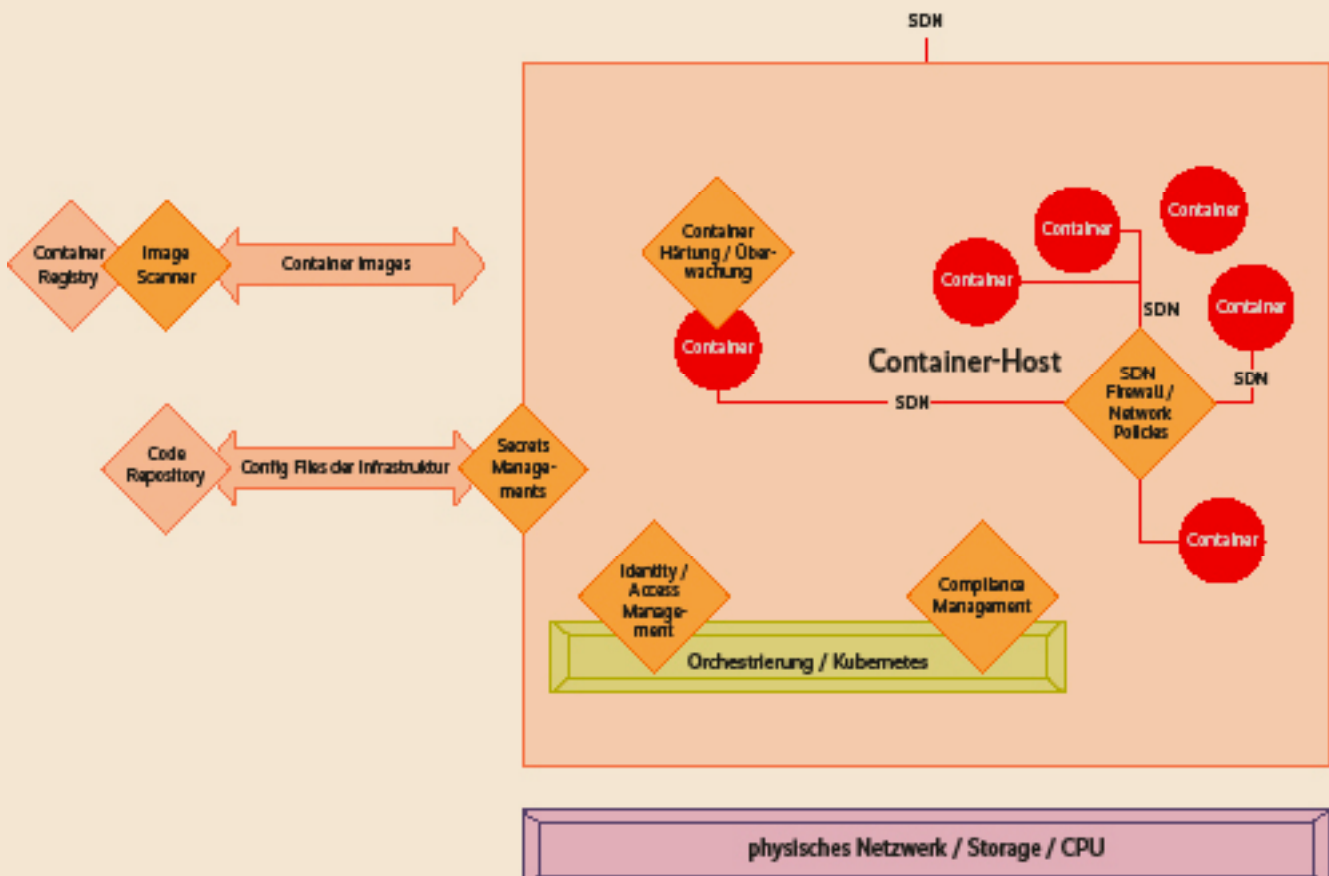 SDN
Container
Container
Container
Härtung / Über-
wachung
Container
Registry
Image
Scanner
Container Images
Container
Container
SDN
Container
Container
Container-Host
SDN
Firewall /
Network
Policies
SDN
SDN
Code
Repository
Config Files der Infrastruktur
Secrets
Manage-
ments
Container
Identity /
Access
Manage-
ment
Compliance
Management
Orchestrierung / Kubernetes
physisches Netzwerk / Storage / CPU